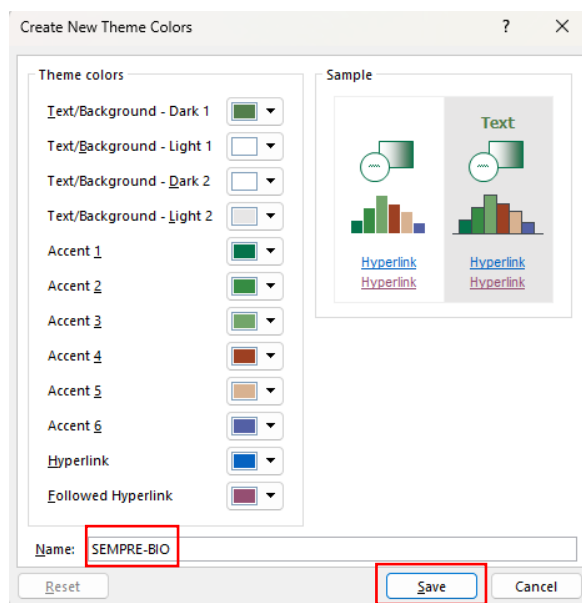 Create New Theme Colors
?
Theme colors
Text/Background - Dark 1
Text/Background - Light 1
Text/Background - Dark 2
Text/Background - Light 2
Accent 1
Accent 2
Accent 3
Accent 4
Accent 5
Accent 6
Hyperlink
Followed Hyperlink
Sample
Text
Hyperlink Hyperlink
Hyperlink Hyperlink
Name: SEMPRE-BIO
Reset Save Cancel